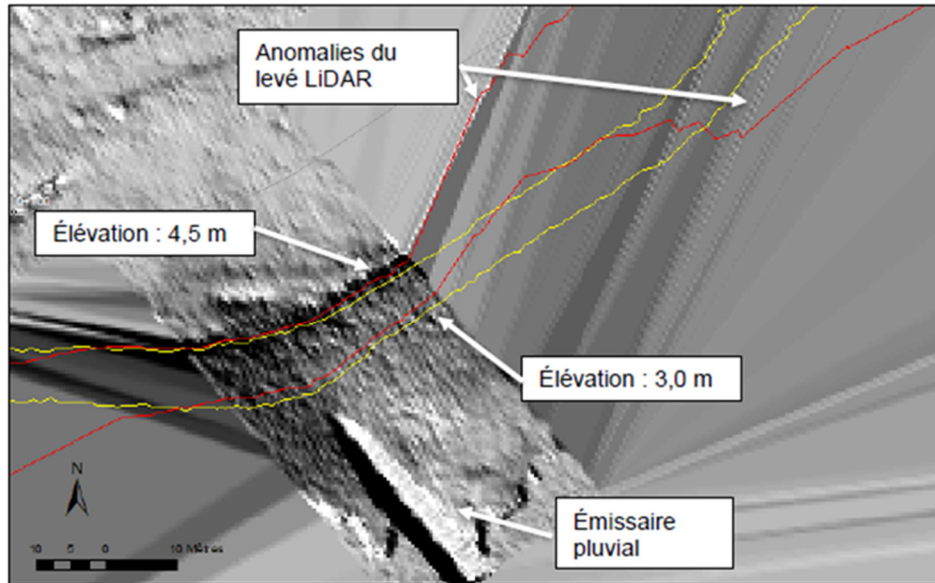 Anomalies du
levé LiDAR
Élévation : 4,5 m
Élévation : 3,0 m
Émissaire
pluvial
N
10 5 0 10 Mètres